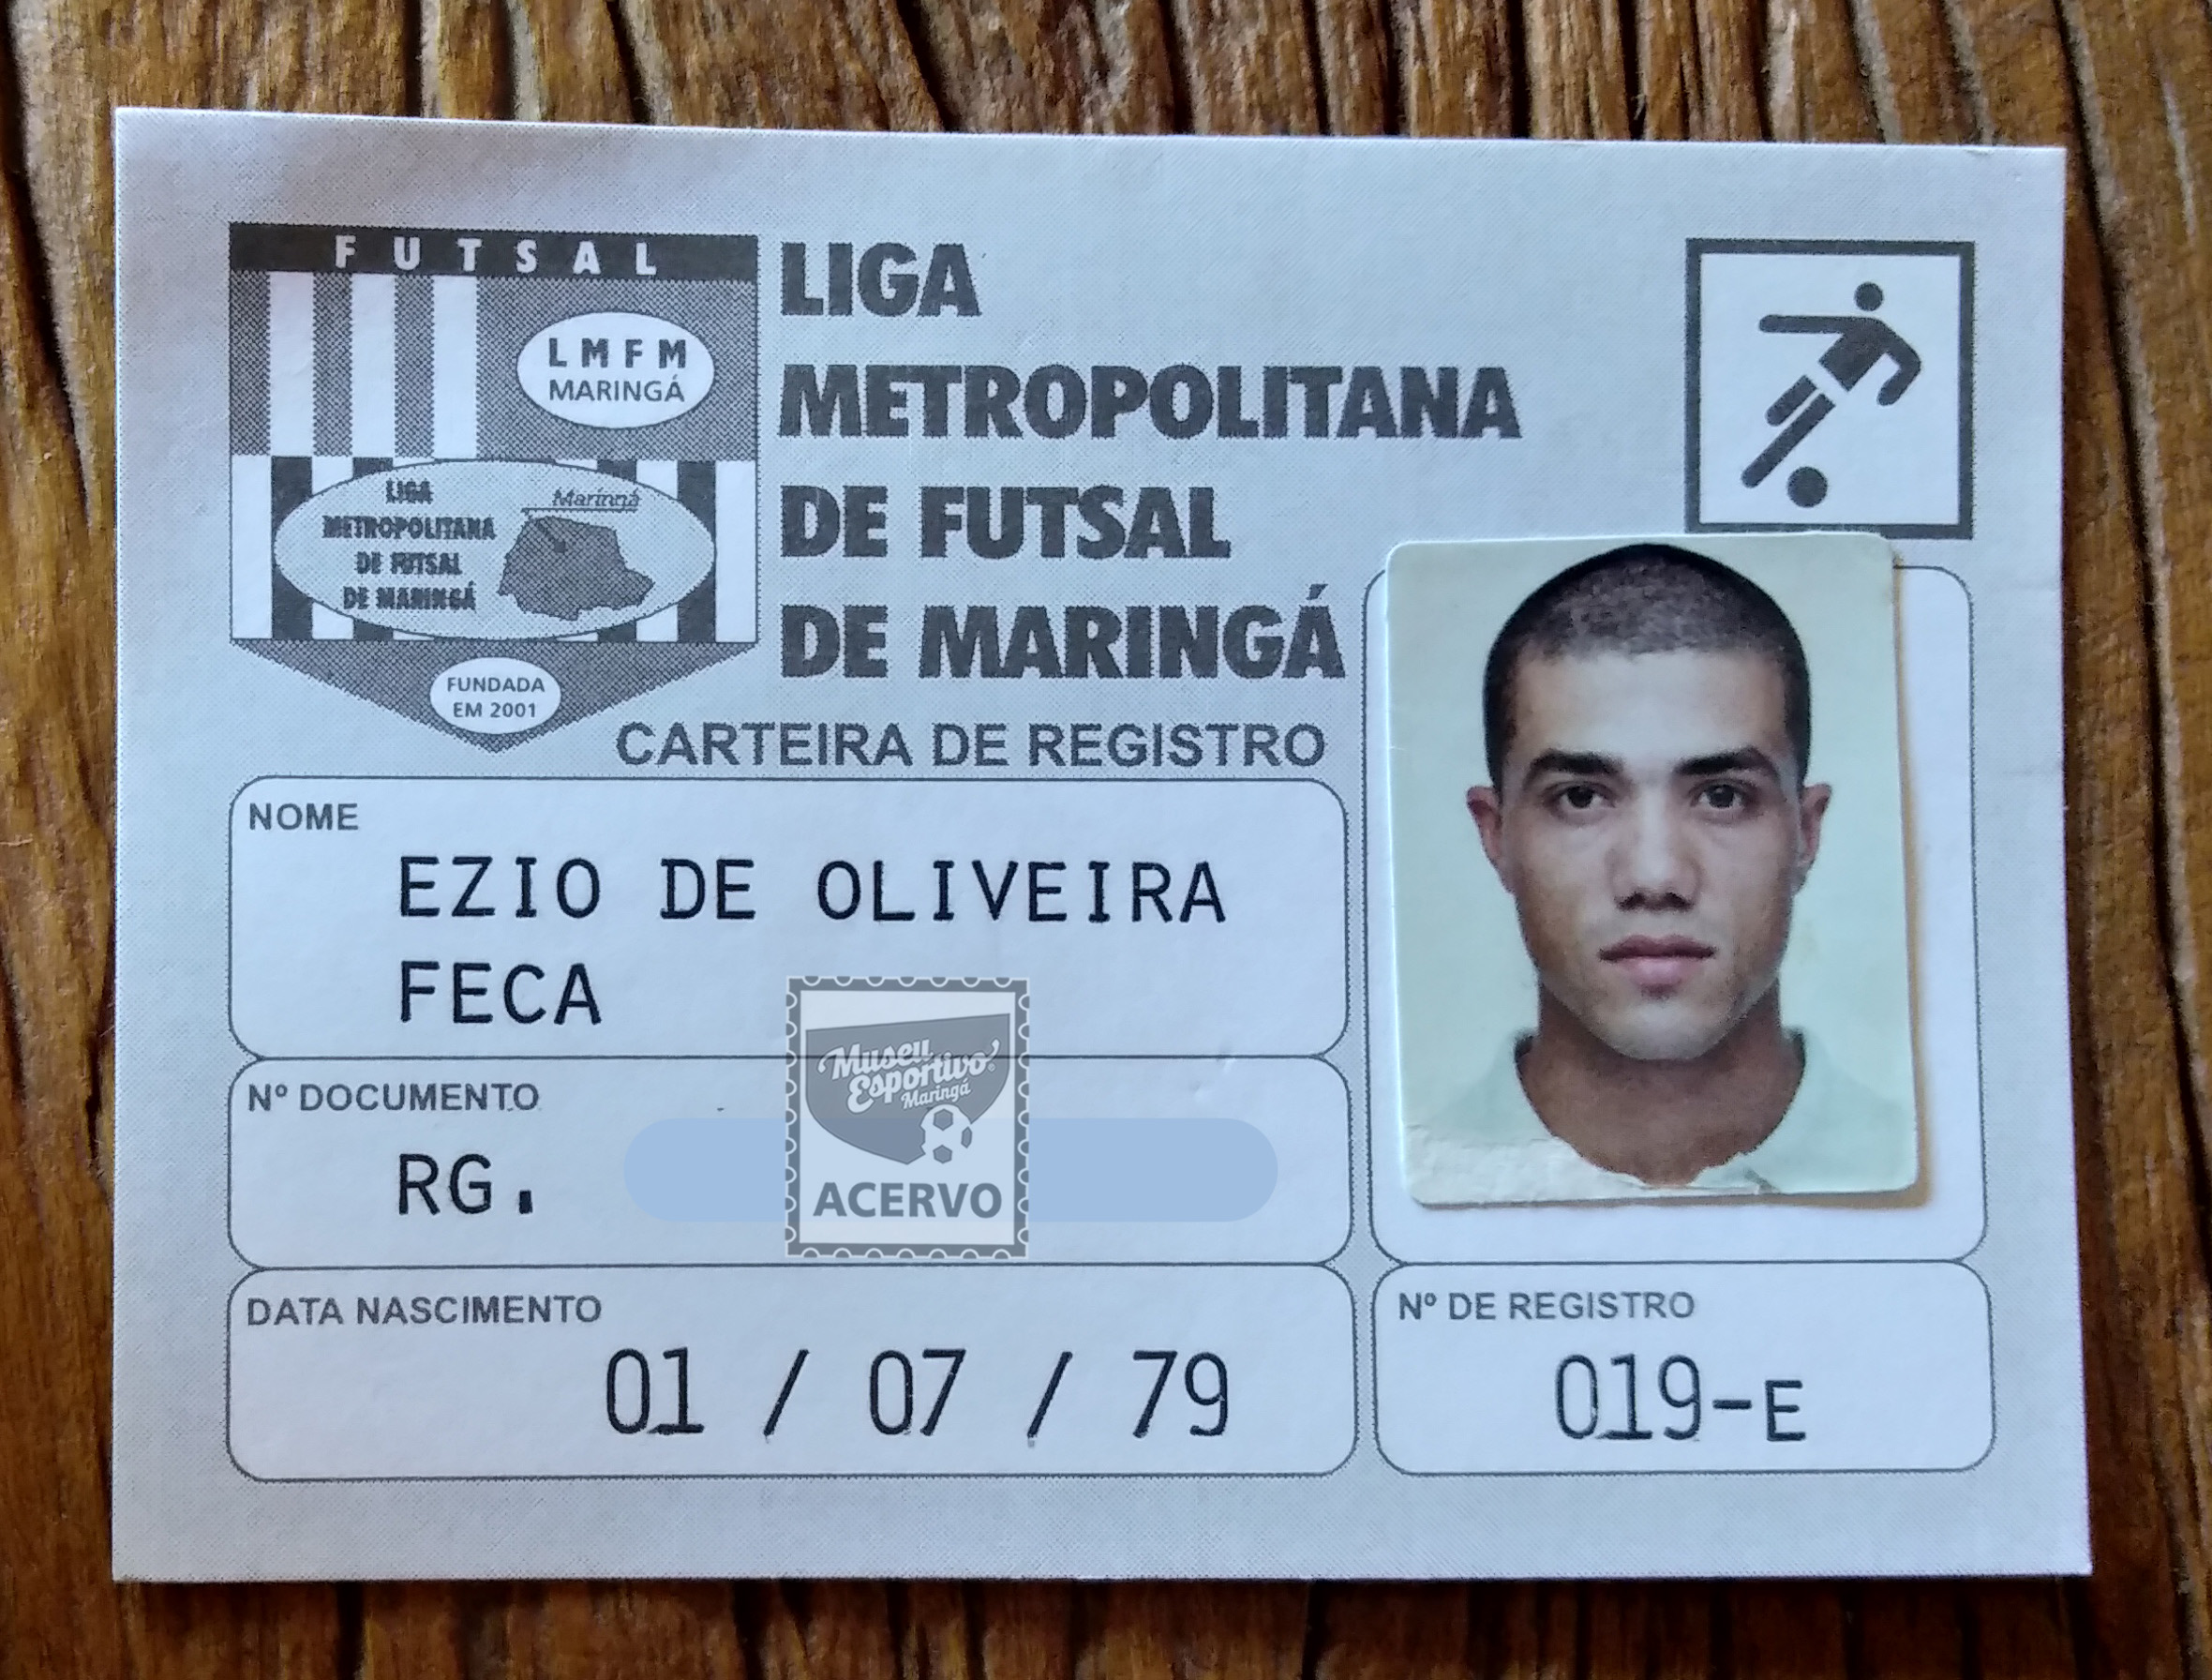 FUTSAL
LMFM
MARINGÁ
LIGA
METROPOLITANA
DE FUTSAL
DE MARINGÁ
Maringá
FUNDADA
EM 2001
LIGA
METROPOLITANA
DE FUTSAL
DE MARINGÁ
CARTEIRA DE REGISTRO
NOME
EZIO DE OLIVEIRA
FECA
Nº DOCUMENTO
RG.
Museu
Esportivo
Maringá
ACERVO
DATA NASCIMENTO
01 / 07 / 79
Nº DE REGISTRO
019-E